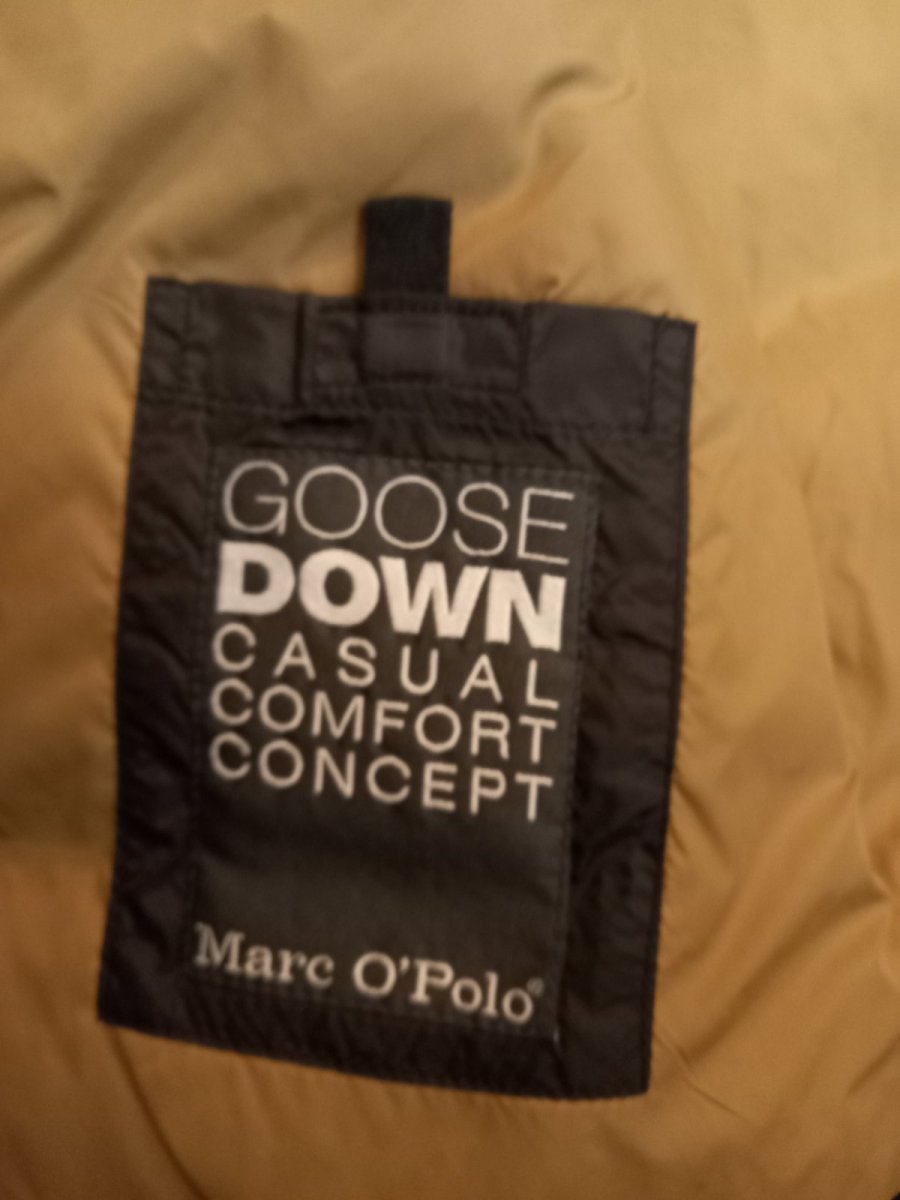 GOOSE
DOWN
CASUAL
COMFORT
CONCEPT
Marc O'Polo®